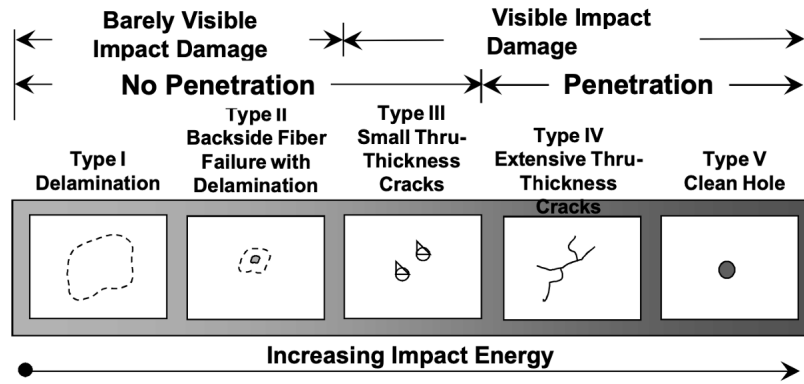 Barely Visible
Impact Damage
Visible Impact
Damage
No Penetration
Penetration
Type I
Delamination
Type II
Backside Fiber
Failure with
Delamination
Type III
Small Thru-
Thickness
Cracks
Type IV
Extensive Thru-
Thickness
Cracks
Type V
Clean Hole
Increasing Impact Energy